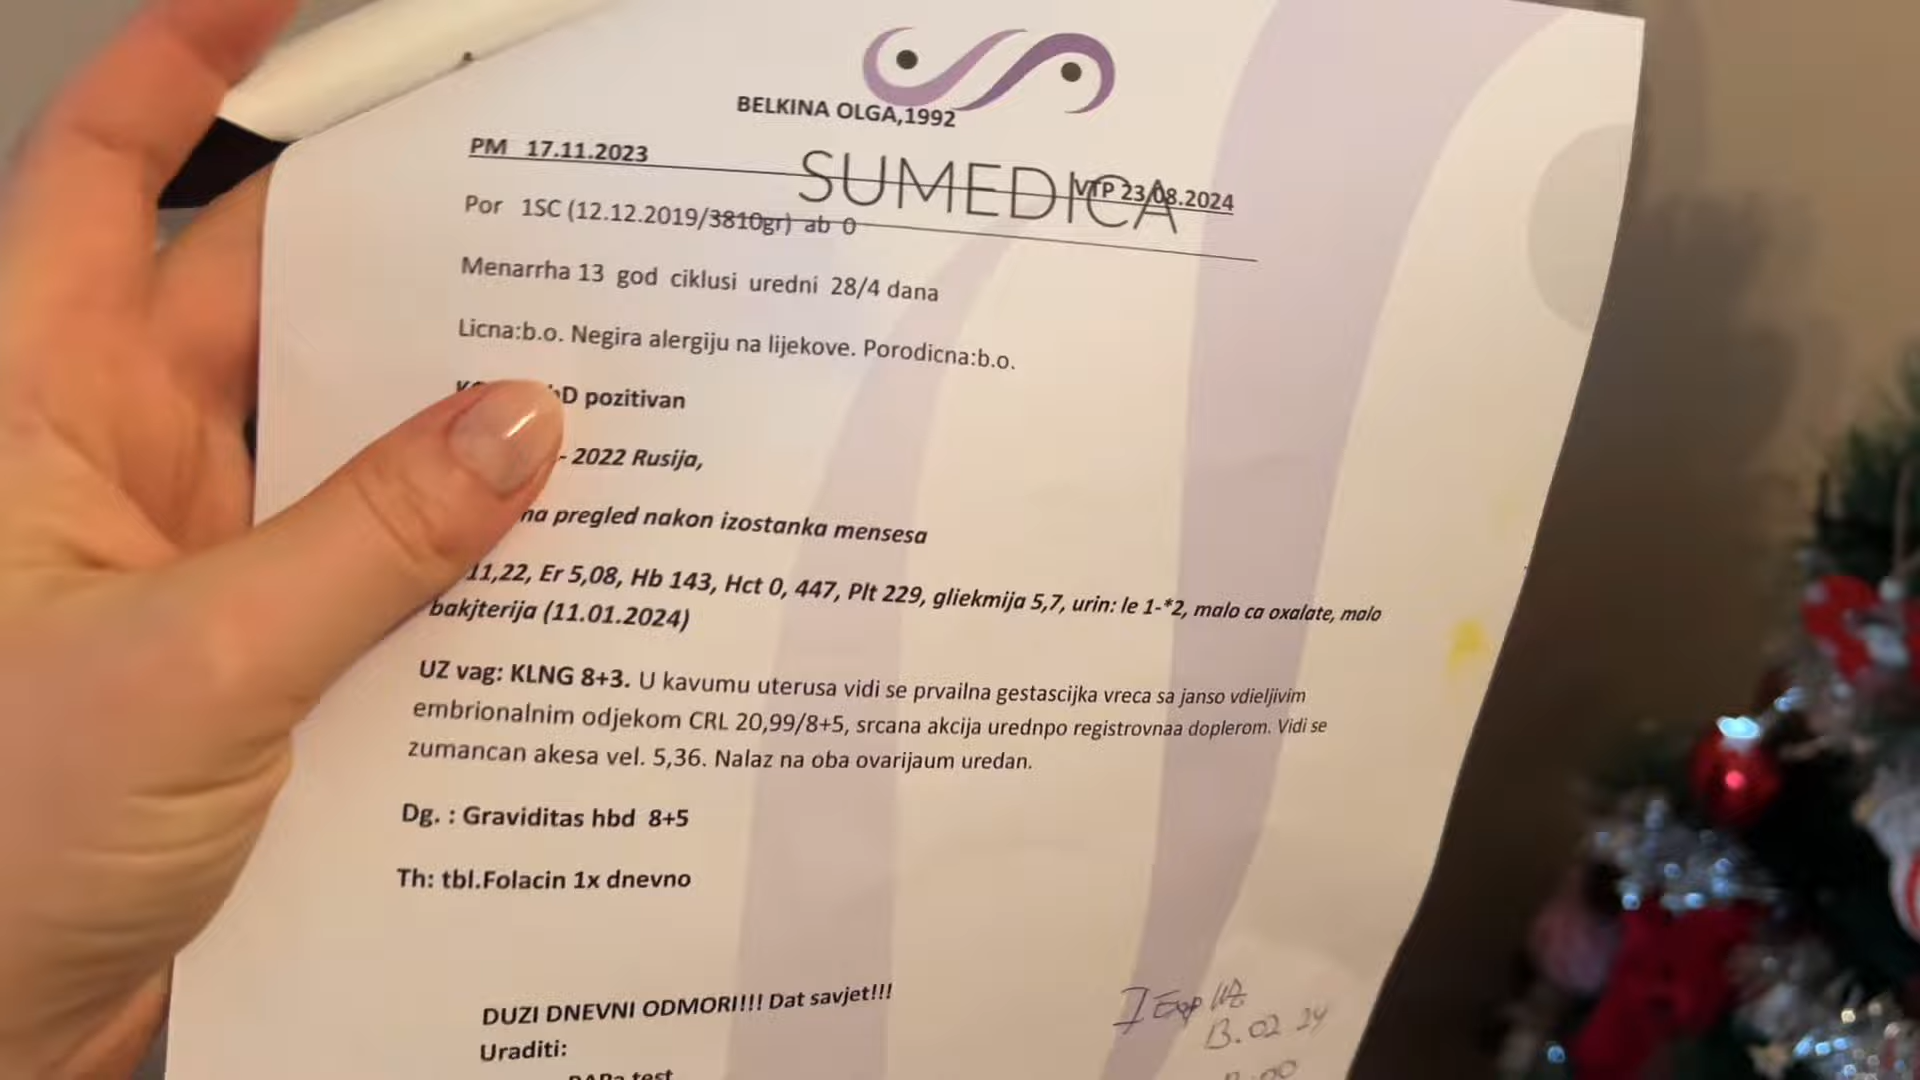 BELKINA OLGA,1992
SUMEDICA
PM 17.11.2023 VTP 23.08.2024
Por 1SC (12.12.2019/3810gr) ab 0
Menarrha 13 god ciklusi uredni 28/4 dana
Licna:b.o. Negira alergiju na lijekove. Porodicna:b.o.
pozitivan
- 2022 Rusija,
na pregled nakon izostanka mensesa
11,22, Er 5,08, Hb 143, Hct 0, 447, Plt 229, gliekmija 5,7, urin: le 1-*2, malo ca oxalate, malo
bakjterija (11.01.2024)
UZ vag: KLNG 8+3. U kavumu uterusa vidi se prvailna gestascijka vreca sa janso vdieljivim
embrionalnim odjekom CRL 20,99/8+5, srcana akcija urednpo registrovnaa doplerom. Vidi se
zumancan akesa vel. 5,36. Nalaz na oba ovarijaum uredan.
Dg. : Graviditas hbd 8+5
Th: tbl.Folacin 1x dnevno
DUZI DNEVNI ODMORI!!! Dat savjet!!!
Uraditi:
PAPa test
13.02 24